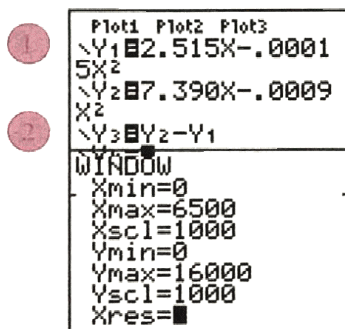 Plot1 Plot2 Plot3
\Y₁=2.515X-.0001
5X²
\Y₂=7.390X-.0009
X²
\Y₃=Y₂-Y₁
WINDOW
Xmin=0
Xmax=6500
Xscl=1000
Ymin=0
Ymax=16000
Yscl=1000
Xres=
1
2